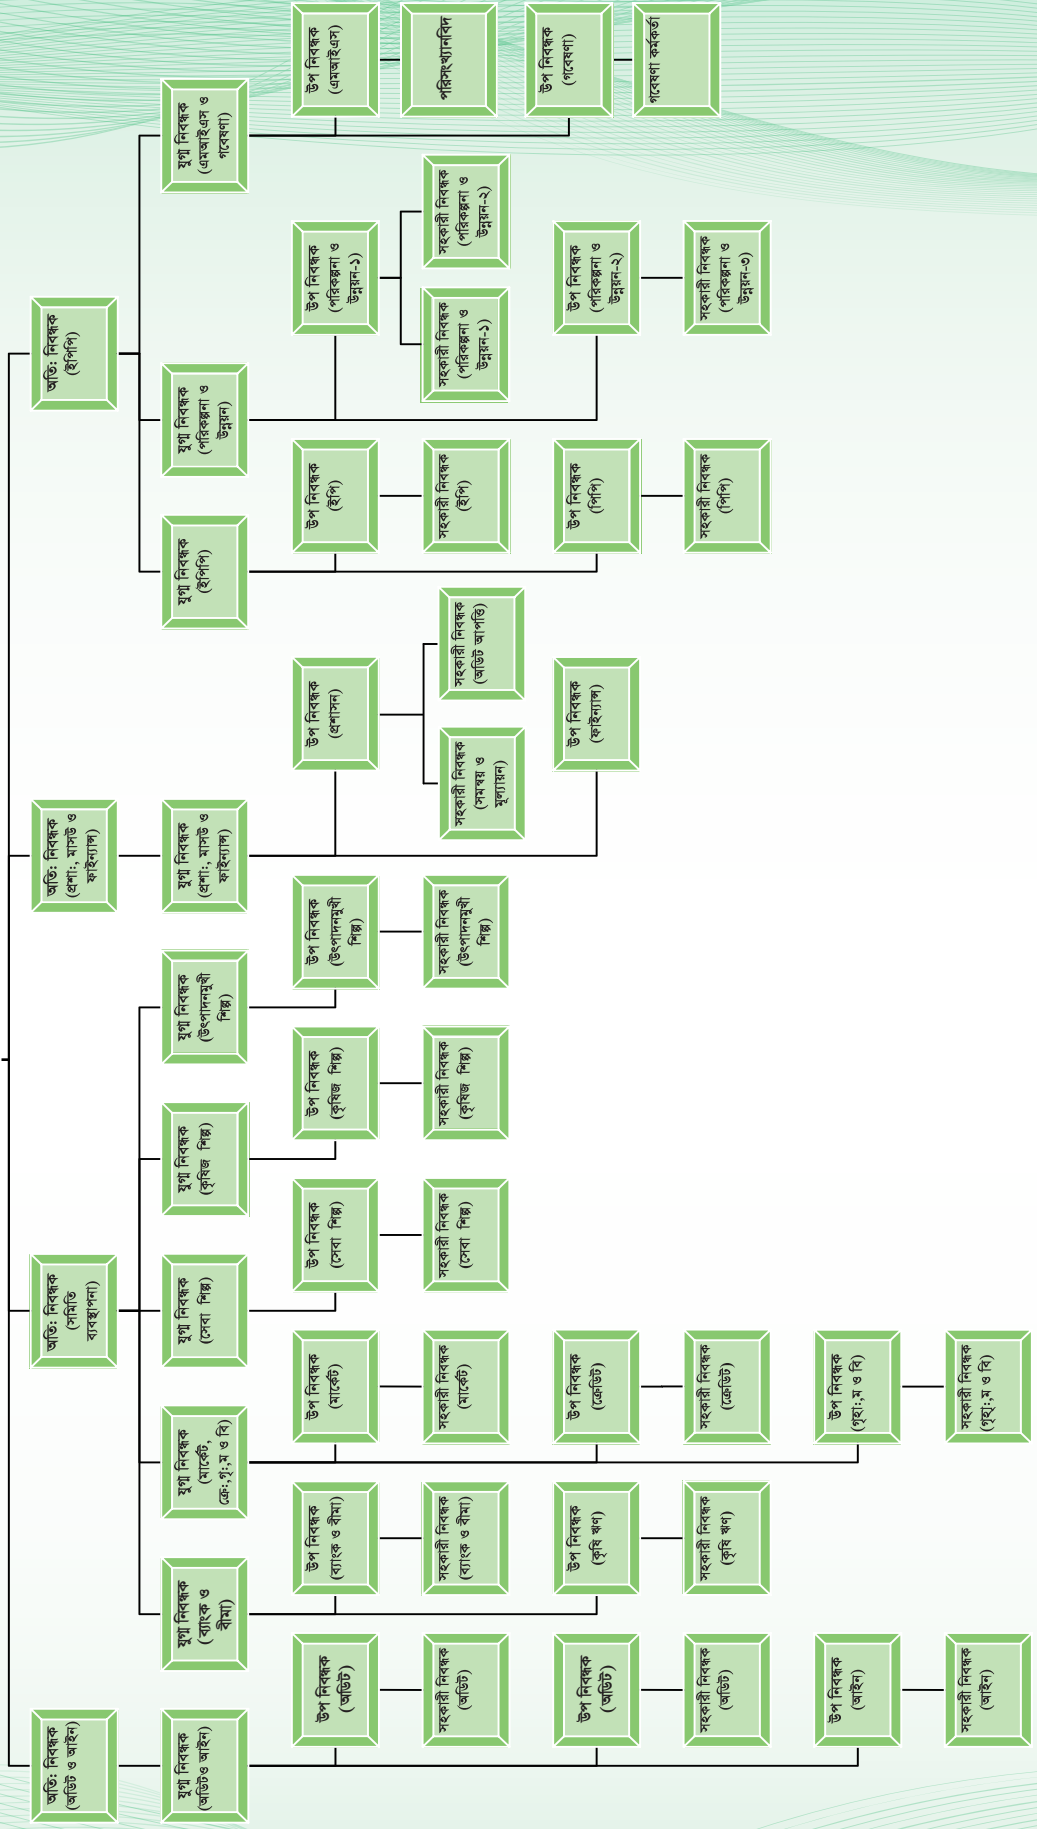 অতি: নিবন্ধক
(অডিট ও আইন)
অতি: নিবন্ধক
(সমিতি
ব্যবস্থাপনা)
অতি: নিবন্ধক
(প্রশা:, মাসউ ও
ফাইন্যান্স)
অতি: নিবন্ধক
(ইপিপি)
যুগ্ম নিবন্ধক
(অডিটও আইন)
যুগ্ম নিবন্ধক
(ব্যাংক ও
বীমা)
যুগ্ম নিবন্ধক
(মার্কেট,
ক্রে:,গৃ:,ম ও বি)
যুগ্ম নিবন্ধক
(সেবা শিল্প)
যুগ্ম নিবন্ধক
(কৃষিজ শিল্প)
যুগ্ম নিবন্ধক
(উৎপাদনমুখী
শিল্প)
যুগ্ম নিবন্ধক
(প্রশা:, মাসউ ও
ফাইন্যান্স)
যুগ্ম নিবন্ধক
(ইপিপি)
যুগ্ম নিবন্ধক
(পরিকল্পনা ও
উন্নয়ন)
যুগ্ম নিবন্ধক
(এমআইএস ও
গবেষণা)
উপ নিবন্ধক
(অডিট)
উপ নিবন্ধক
(ব্যাংক ও বীমা)
উপ নিবন্ধক
(মার্কেট)
উপ নিবন্ধক
(সেবা শিল্প)
উপ নিবন্ধক
(কৃষিজ শিল্প)
উপ নিবন্ধক
(উৎপাদনমুখী
শিল্প)
উপ নিবন্ধক
(প্রশাসন)
উপ নিবন্ধক
(ইপি)
উপ নিবন্ধক
(পরিকল্পনা ও
উন্নয়ন-১)
উপ নিবন্ধক
(এমআইএস)
সহকারী নিবন্ধক
(অডিট)
সহকারী নিবন্ধক
(ব্যাংক ও বীমা)
সহকারী নিবন্ধক
(মার্কেট)
সহকারী নিবন্ধক
(সেবা শিল্প)
সহকারী নিবন্ধক
(কৃষিজ শিল্প)
সহকারী নিবন্ধক
(উৎপাদনমুখী
শিল্প)
সহকারী নিবন্ধক
(সমন্বয় ও
মূল্যায়ন)
সহকারী নিবন্ধক
(অডিট আপত্তি)
সহকারী নিবন্ধক
(ইপি)
সহকারী নিবন্ধক
(পরিকল্পনা ও
উন্নয়ন-১)
সহকারী নিবন্ধক
(পরিকল্পনা ও
উন্নয়ন-২)
পরিসংখ্যানবিদ
উপ নিবন্ধক
(অডিট)
উপ নিবন্ধক
(কৃষি ঋণ)
উপ নিবন্ধক
(ক্রেডিট)
উপ নিবন্ধক
(ফাইন্যান্স)
উপ নিবন্ধক
(পিপি)
উপ নিবন্ধক
(পরিকল্পনা ও
উন্নয়ন-২)
উপ নিবন্ধক
(গবেষণা)
সহকারী নিবন্ধক
(অডিট)
সহকারী নিবন্ধক
(কৃষি ঋণ)
সহকারী নিবন্ধক
(ক্রেডিট)
সহকারী নিবন্ধক
(পিপি)
সহকারী নিবন্ধক
(পরিকল্পনা ও
উন্নয়ন-৩)
গবেষণা কর্মকর্তা
উপ নিবন্ধক
(আইন)
উপ নিবন্ধক
(গৃহা:,ম ও বি)
সহকারী নিবন্ধক
(আইন)
সহকারী নিবন্ধক
(গৃহা:,ম ও বি)